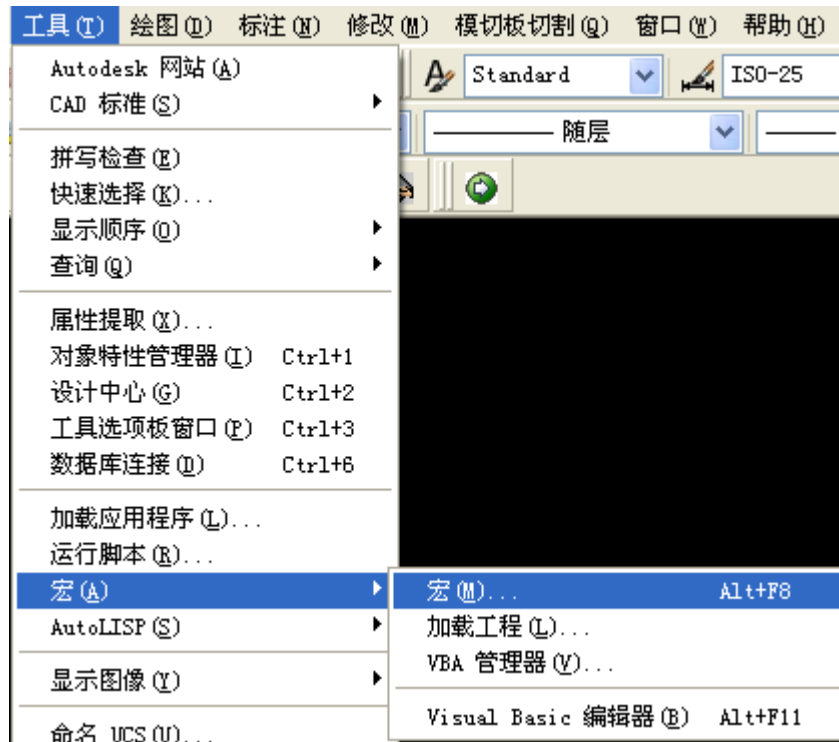 工具(T) 绘图(D) 标注(N) 修改(M) 模切板切割(Q) 窗口(W) 帮助(H)
Standard ISO-25
随层
Autodesk 网站(A)
CAD 标准(S)
拼写检查(E)
快速选择(K)...
显示顺序(O)
查询(Q)
属性提取(X)...
对象特性管理器(I) Ctrl+1
设计中心(G) Ctrl+2
工具选项板窗口(P) Ctrl+3
数据库连接(D) Ctrl+6
加载应用程序(L)...
运行脚本(R)...
宏(A)
AutoLISP(S)
显示图像(Y)
命名 UCS(U)...
宏(M)... Alt+F8
加载工程(L)...
VBA 管理器(V)...
Visual Basic 编辑器(B) Alt+F11